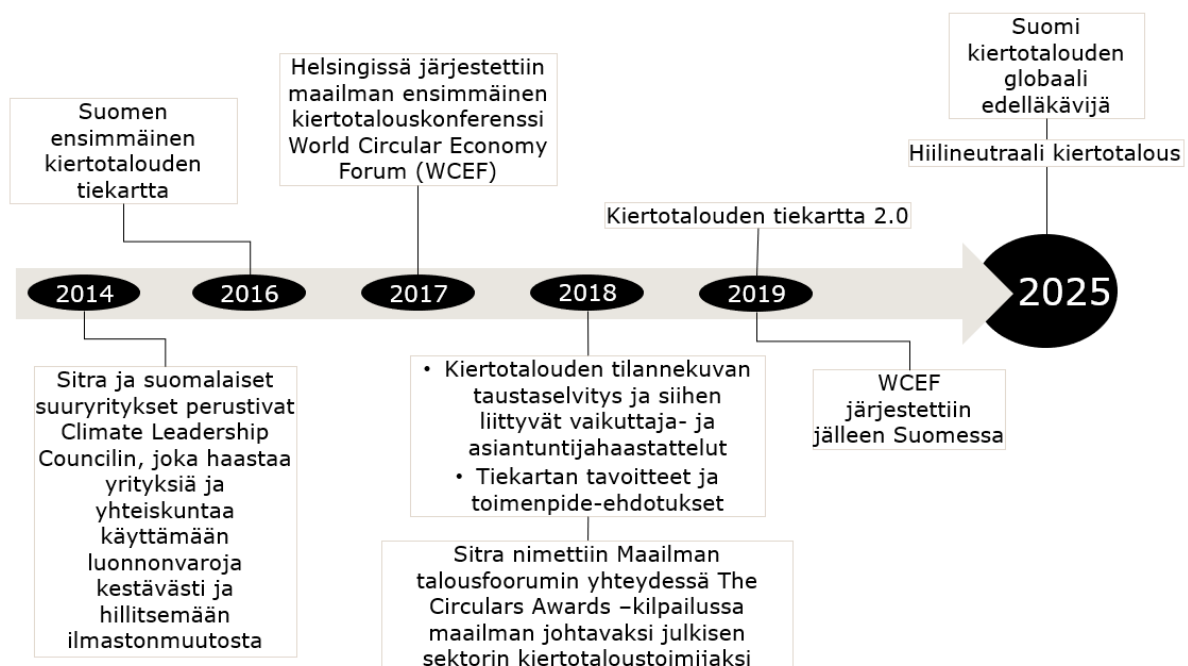 Suomen
ensimmäinen
kiertotalouden
tiekartta
Helsingissä järjestettiin
maailman ensimmäinen
kiertotalouskonferenssi
World Circular Economy
Forum (WCEF)
Kiertotalouden tiekartta 2.0
Suomi
kiertotalouden
globaali
edelläkävijä
Hiilineutraali kiertotalous
2014
2016
2017
2018
2019
2025
Sitra ja suomalaiset
suuryritykset perustivat
Climate Leadership
Councilin, joka haastaa
yrityksiä ja
yhteiskuntaa
käyttämään
luonnonvaroja
kestävästi ja
hillitsemään
ilmastonmuutosta
• Kiertotalouden tilannekuvan
taustaselvitys ja siihen
liittyvät vaikuttaja- ja
asiantuntijahaastattelut
• Tiekartan tavoitteet ja
toimenpide-ehdotukset
Sitra nimettiin Maailman
talousfoorumin yhteydessä The
Circulars Awards –kilpailussa
maailman johtavaksi julkisen
sektorin kiertotaloustoimijaksi
WCEF
järjestettiin
jälleen Suomessa